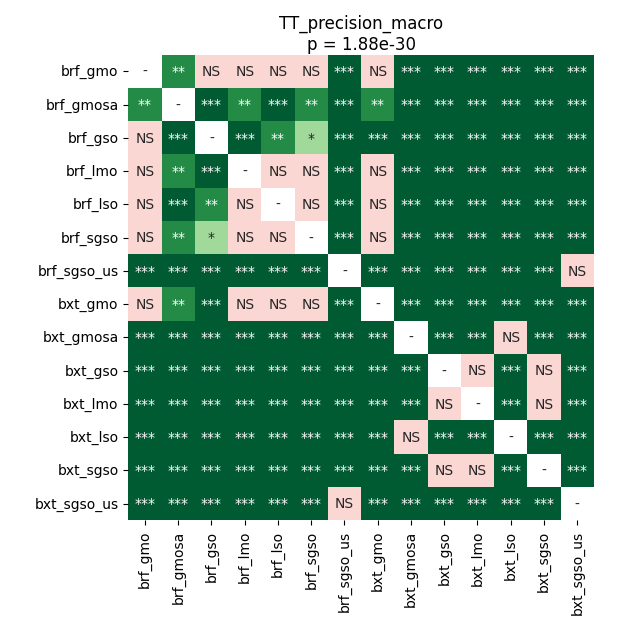 TT_precision_macro
p = 1.88e-30
brf_gmo - ** NS NS NS NS *** NS *** *** *** *** *** ***
brf_gmosa ** - *** ** *** ** *** ** *** *** *** *** *** ***
brf_gso NS *** - *** ** * *** *** *** *** *** *** *** ***
brf_lmo NS ** *** - NS NS *** NS *** *** *** *** *** ***
brf_lso NS *** ** NS - NS *** NS *** *** *** *** *** ***
brf_sgso NS ** * NS NS - *** NS *** *** *** *** *** ***
brf_sgso_us *** *** *** *** *** *** - *** *** *** *** *** *** NS
bxt_gmo NS ** *** NS NS NS *** - *** *** *** *** *** ***
bxt_gmosa *** *** *** *** *** *** *** *** - *** *** NS *** ***
bxt_gso *** *** *** *** *** *** *** *** *** - NS *** NS ***
bxt_lmo *** *** *** *** *** *** *** *** *** NS - *** NS ***
bxt_lso *** *** *** *** *** *** *** *** NS *** *** - *** ***
bxt_sgso *** *** *** *** *** *** *** *** *** NS NS *** - ***
bxt_sgso_us *** *** *** *** *** *** NS *** *** *** *** *** *** -
brf_gmo brf_gmosa brf_gso brf_lmo brf_lso brf_sgso brf_sgso_us bxt_gmo bxt_gmosa bxt_gso bxt_lmo bxt_lso bxt_sgso bxt_sgso_us